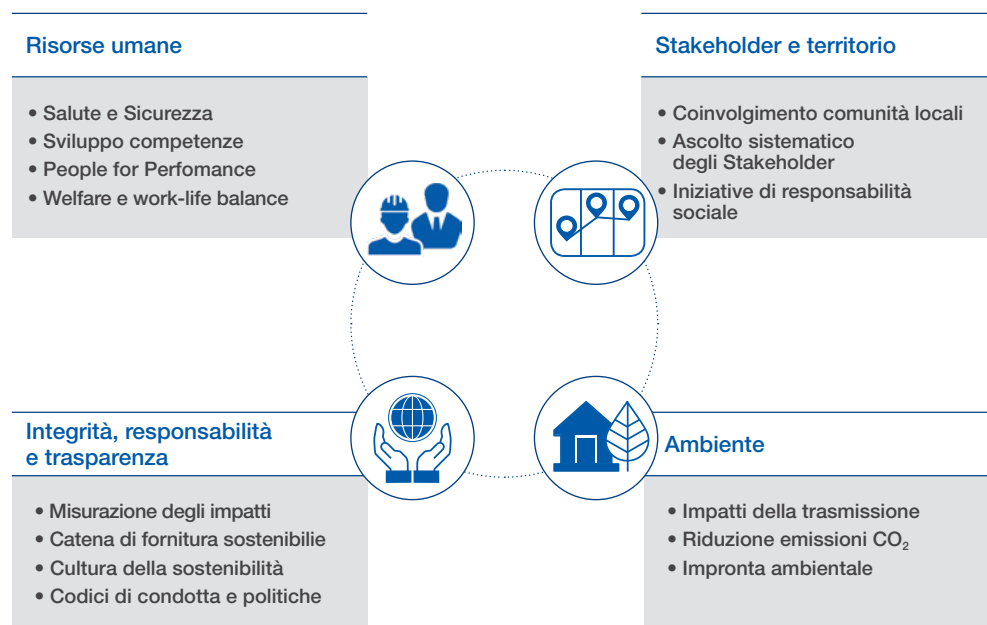 Risorse umane
• Salute e Sicurezza
• Sviluppo competenze
• People for Perfomance
• Welfare e work-life balance
Stakeholder e territorio
• Coinvolgimento comunità locali
• Ascolto sistematico
degli Stakeholder
• Iniziative di responsabilità
sociale
Integrità, responsabilità
e trasparenza
• Misurazione degli impatti
• Catena di fornitura sostenibilie
• Cultura della sostenibilità
• Codici di condotta e politiche
Ambiente
• Impatti della trasmissione
• Riduzione emissioni CO₂
• Impronta ambientale